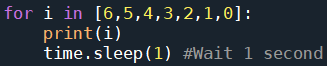 for i in [6,5,4,3,2,1,0]:
    print(i)
    time.sleep(1) #Wait 1 second